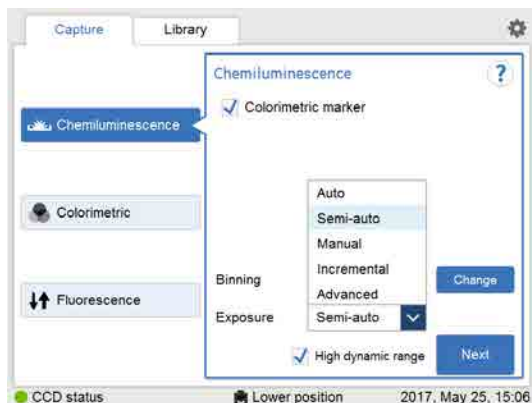 Capture
Library
Chemiluminescence
Colorimetric
Fluorescence
Chemiluminescence
?
Colorimetric marker
Auto
Semi-auto
Manual
Incremental
Advanced
Binning
Change
Exposure
Semi-auto
High dynamic range
Next
CCD status
Lower position
2017, May 25, 15:06